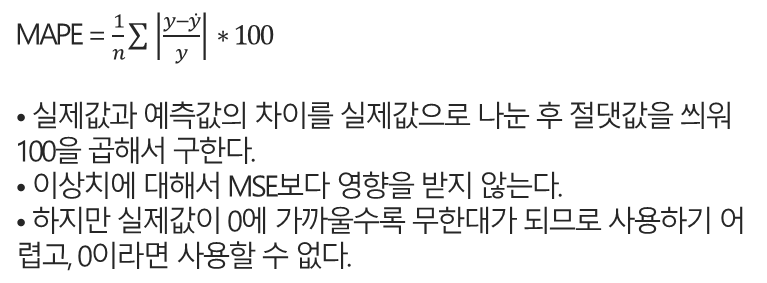 MAPE = 1/n ∑ |y−ẏ / y| * 100
• 실제값과 예측값의 차이를 실제값으로 나눈 후 절댓값을 씌워
100을 곱해서 구한다.
• 이상치에 대해서 MSE보다 영향을 받지 않는다.
• 하지만 실제값이 0에 가까울수록 무한대가 되므로 사용하기 어
렵고, 0이라면 사용할 수 없다.